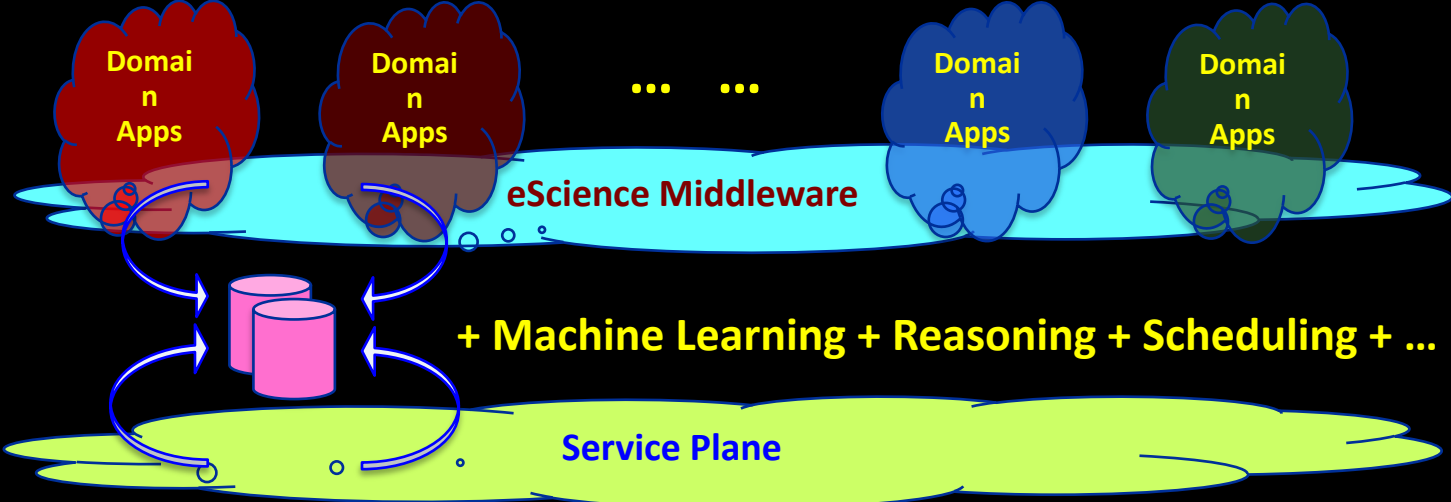 Domai
n
Apps
Domai
n
Apps
... ...
Domai
n
Apps
Domai
n
Apps
eScience Middleware
+ Machine Learning + Reasoning + Scheduling + ...
Service Plane